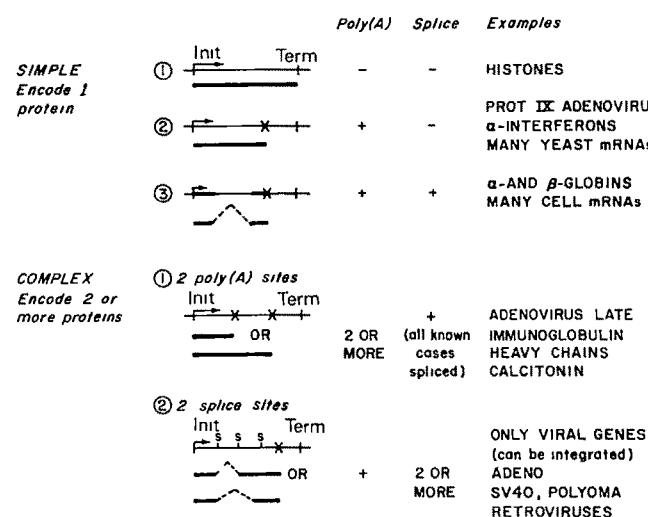 Poly(A) Splice Examples
SIMPLE
Encode 1
protein
① Init Term - - HISTONES
② + - PROT IX ADENOVIRU
α-INTERFERONS
MANY YEAST mRNAs
③ + + α-AND β-GLOBINS
MANY CELL mRNAs
COMPLEX
Encode 2 or
more proteins
① 2 poly(A) sites
Init Term
OR
2 OR
MORE
+
(all known
cases
spliced)
ADENOVIRUS LATE
IMMUNOGLOBULIN
HEAVY CHAINS
CALCITONIN
② 2 splice sites
Init Term
S S S
OR
+
2 OR
MORE
ONLY VIRAL GENES
(can be integrated)
ADENO
SV40, POLYOMA
RETROVIRUSES